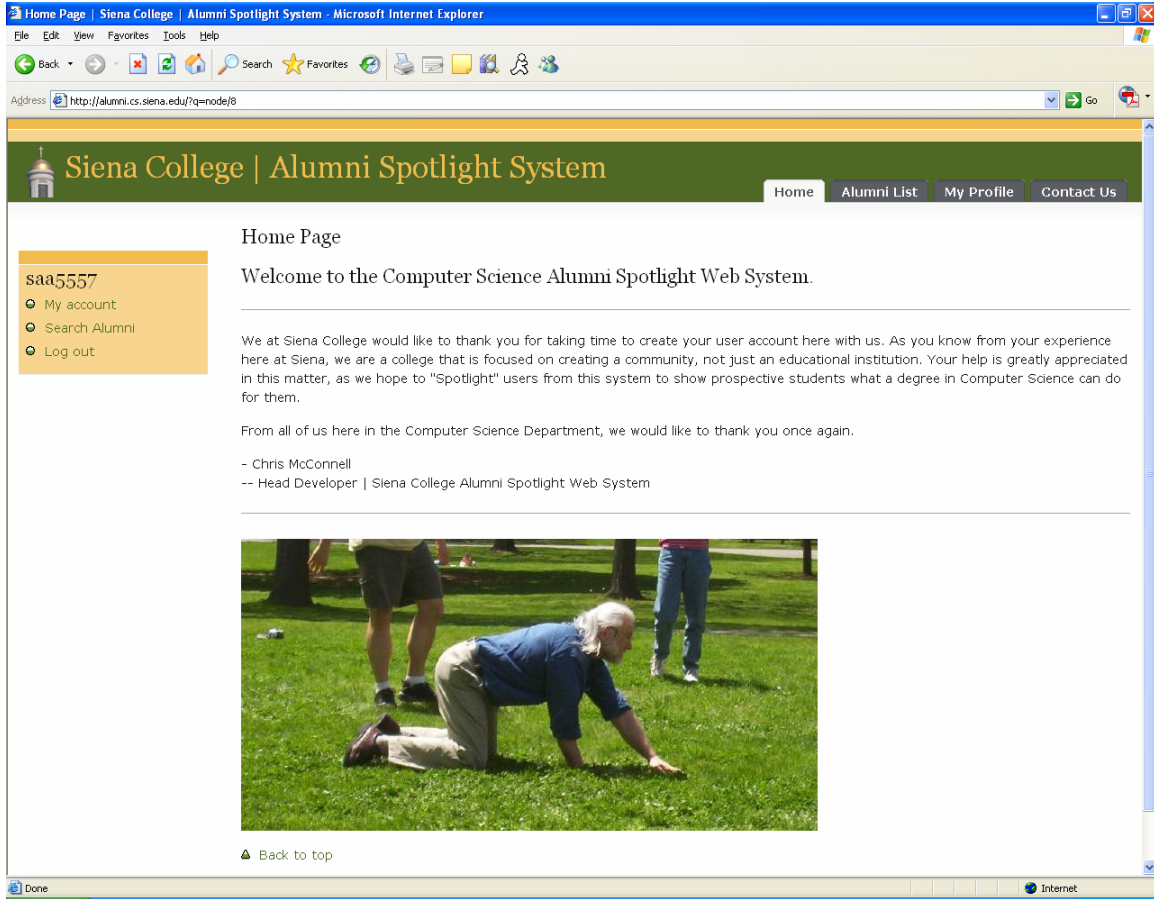 Home Page | Siena College | Alumni Spotlight System - Microsoft Internet Explorer
File Edit View Favorites Tools Help
Back Search Favorites
Address http://alumni.cs.siena.edu/?q=node/8 Go
Siena College | Alumni Spotlight System
Home Alumni List My Profile Contact Us
saa5557
My account
Search Alumni
Log out
Home Page
Welcome to the Computer Science Alumni Spotlight Web System.
We at Siena College would like to thank you for taking time to create your user account here with us. As you know from your experience
here at Siena, we are a college that is focused on creating a community, not just an educational institution. Your help is greatly appreciated
in this matter, as we hope to "Spotlight" users from this system to show prospective students what a degree in Computer Science can do
for them.
From all of us here in the Computer Science Department, we would like to thank you once again.
- Chris McConnell
-- Head Developer | Siena College Alumni Spotlight Web System
Back to top
Done Internet